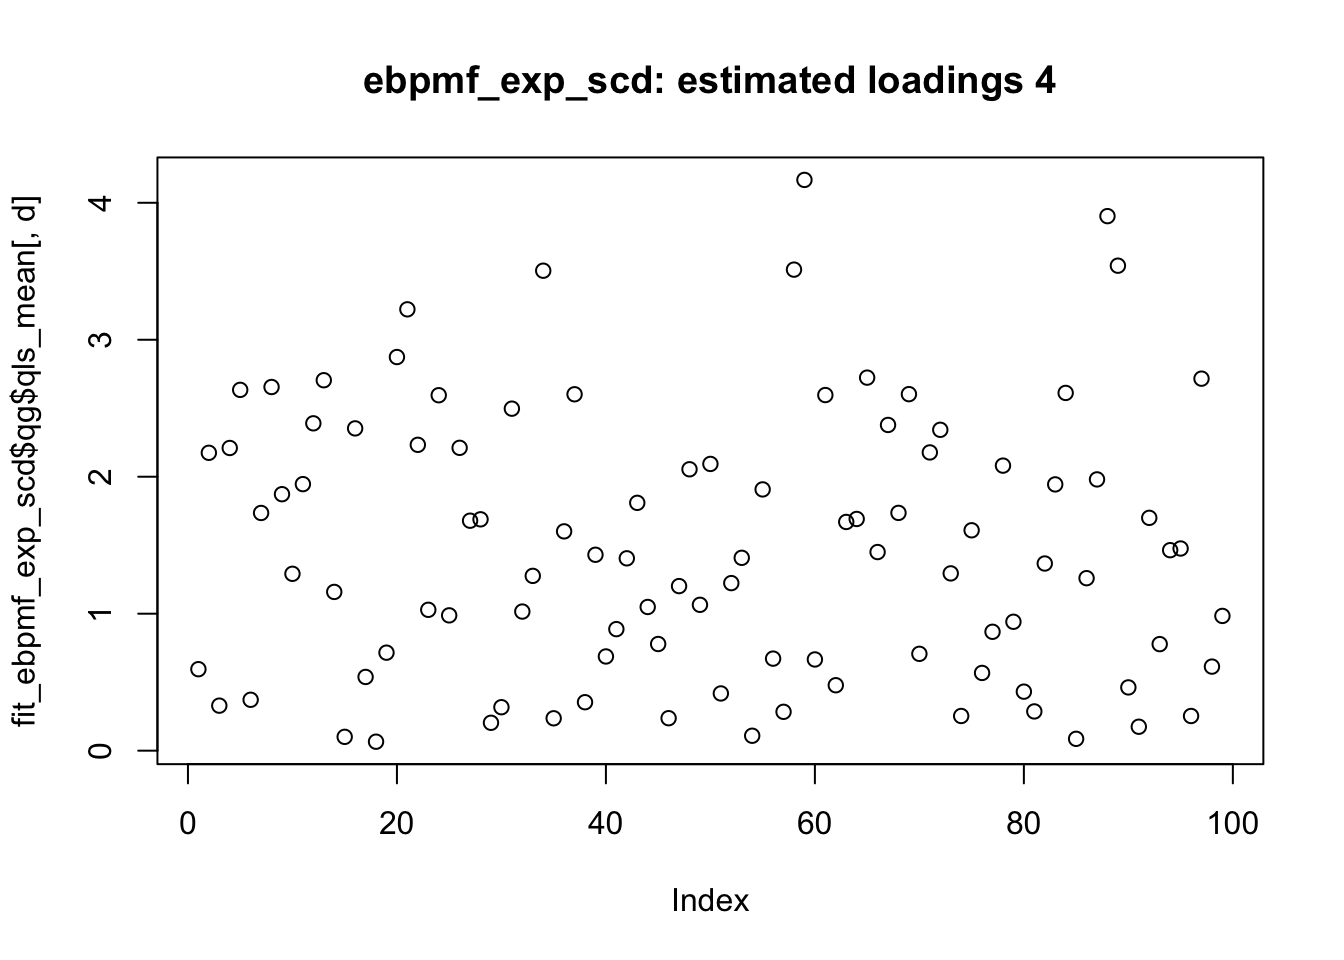 ebpmf_exp_scd: estimated loadings 4
fit_ebpmf_exp_scd$qg$qls_mean[, d]
4
3
2
1
0
0 20 40 60 80 100
Index